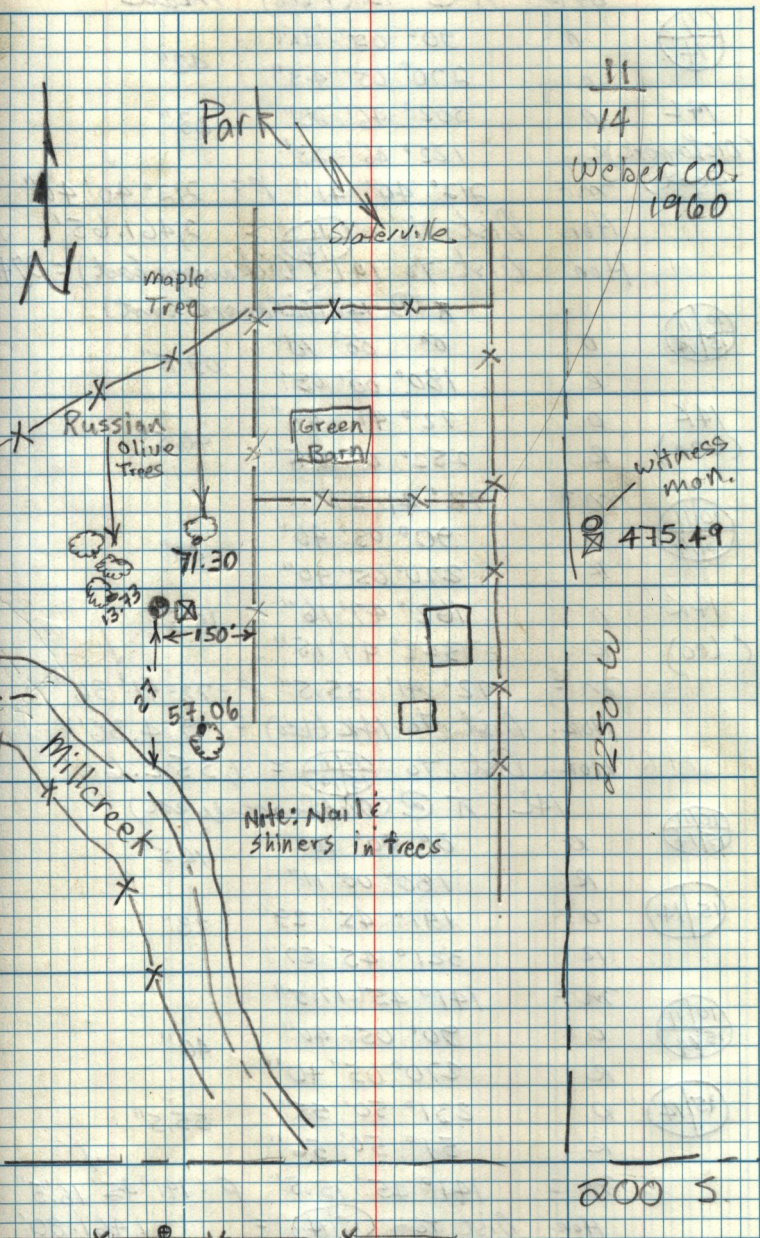 11
14
Weber co.
1960
Park
Slaterville
N
Maple
Tree
Russian
Olive
Trees
Green
Barn
witness
mon.
475.49
71.30
150'
27'
57.06
Millcreek
2250 W
Note: Nail &
Shiners in trees
200 S